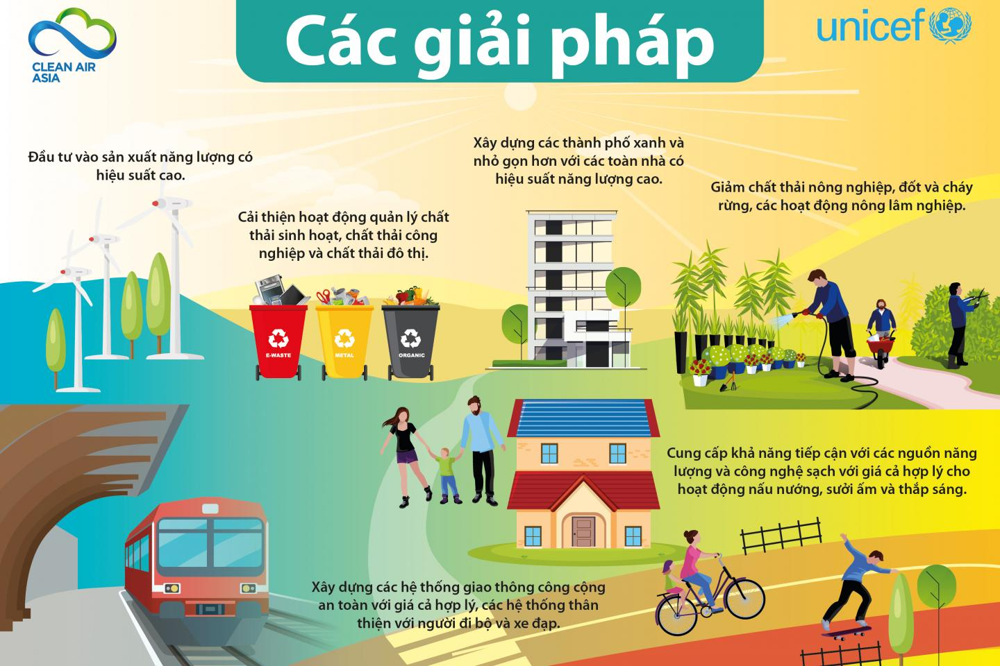 CLEAN AIR
ASIA
Các giải pháp
unicef
Đầu tư vào sản xuất năng lượng có
hiệu suất cao.
Cải thiện hoạt động quản lý chất
thải sinh hoạt, chất thải công
nghiệp và chất thải đô thị.
E-WASTE
METAL
ORGANIC
Xây dựng các thành phố xanh và
nhỏ gọn hơn với các toàn nhà có
hiệu suất năng lượng cao.
Giảm chất thải nông nghiệp, đốt và cháy
rừng, các hoạt động nông lâm nghiệp.
Cung cấp khả năng tiếp cận với các nguồn năng
lượng và công nghệ sạch với giá cả hợp lý cho
hoạt động nấu nướng, sưởi ấm và thắp sáng.
Xây dựng các hệ thống giao thông công cộng
an toàn với giá cả hợp lý, các hệ thống thân
thiện với người đi bộ và xe đạp.